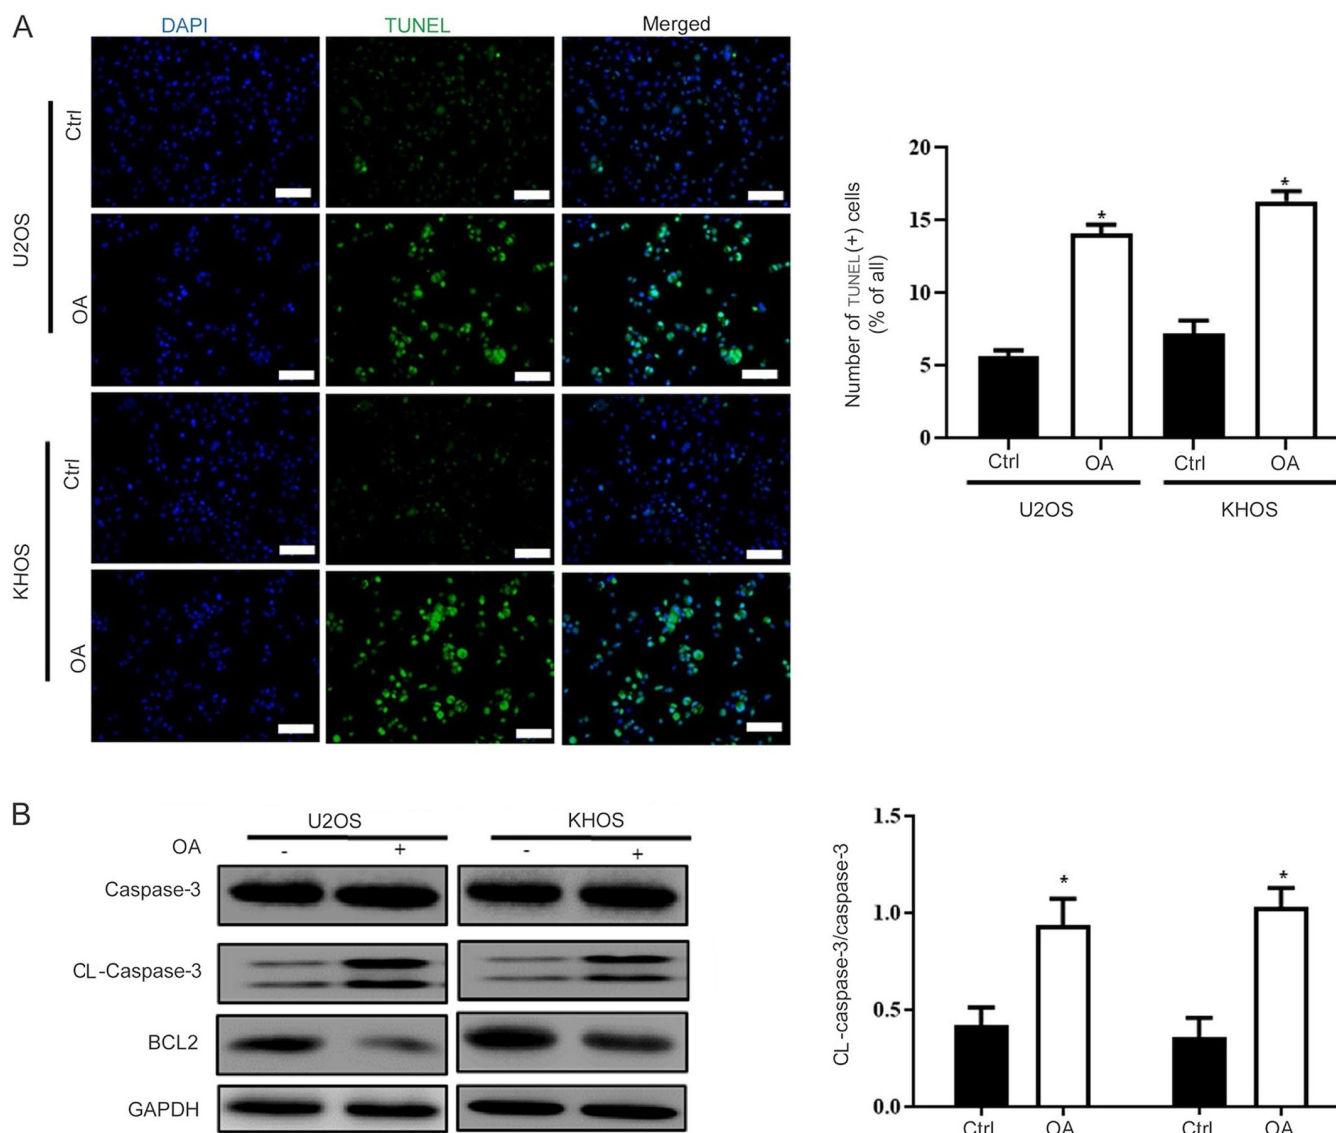 A
DAPI
TUNEL
Merged
U2OS
Ctrl
OA
KHOS
Ctrl
OA
Number of TUNEL(+) cells
(% of all)
20
15
10
5
0
*
*
Ctrl
OA
Ctrl
OA
U2OS
KHOS
B
U2OS
KHOS
OA
-
+
-
+
Caspase-3
CL-Caspase-3
BCL2
GAPDH
CL-caspase-3/caspase-3
1.5
1.0
0.5
0.0
*
*
Ctrl
OA
Ctrl
OA